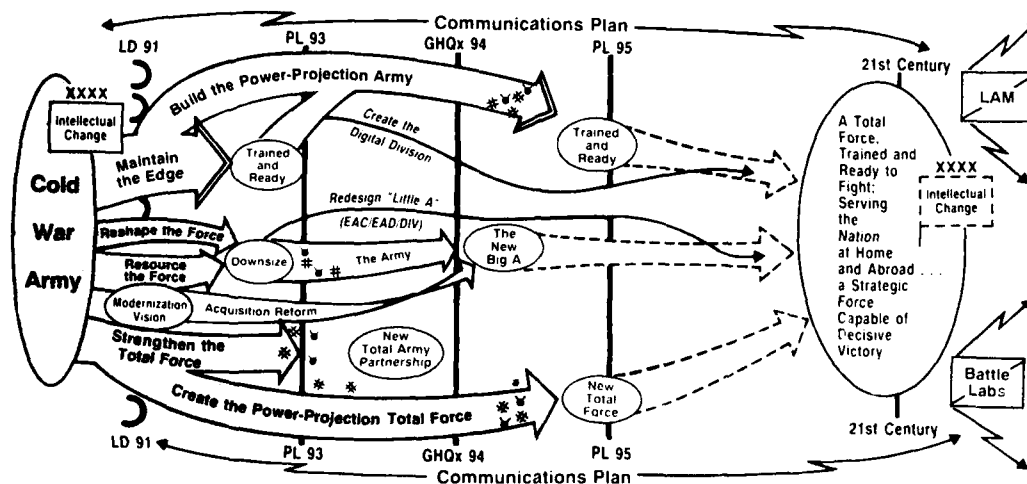 Communications Plan
LD 91
PL 93
GHQx 94
PL 95
21st Century
LAM
XXXX
Intellectual
Change
Build the Power-Projection Army
Cold
War
Army
Maintain
the Edge
Trained
and
Ready
Create the
Digital Division
Trained
and
Ready
Reshape the Force
Redesign "Little A"
(EAC/EAD/DIV)
Resource
the Force
Downsize
The Army
The
New
Big A
Modernization
Vision
Acquisition Reform
Strengthen the
Total Force
New
Total Army
Partnership
Create the Power-Projection Total Force
New
Total
Force
A Total
Force,
Trained and
Ready to
Fight;
Serving
the
Nation
at Home
and Abroad . . .
a Strategic
Force
Capable of
Decisive
Victory
XXXX
Intellectual
Change
Battle
Labs
LD 91
PL 93
GHQx 94
PL 95
21st Century
Communications Plan